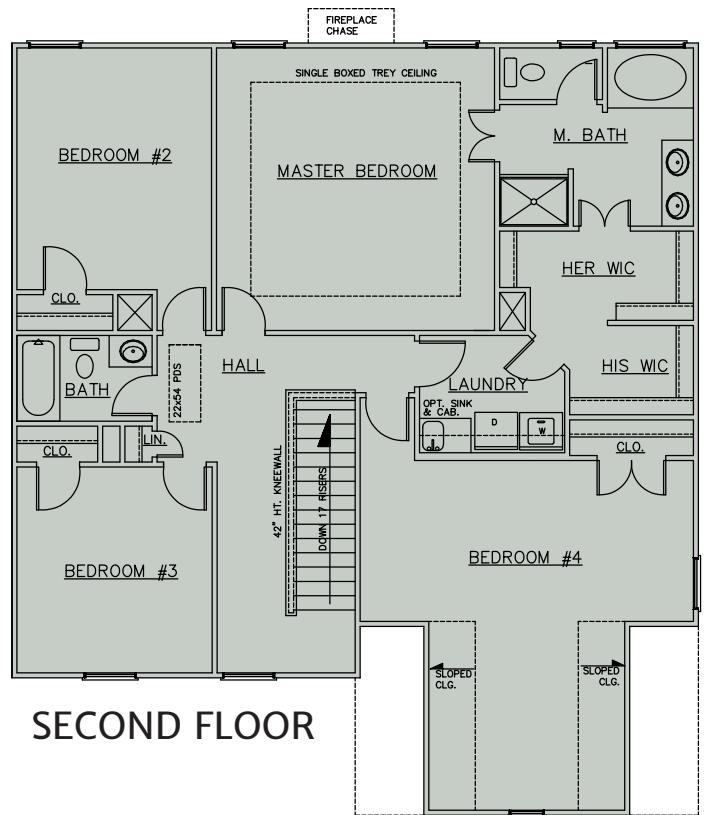 FIREPLACE
CHASE
SINGLE BOXED TREY CEILING
BEDROOM #2
MASTER BEDROOM
M. BATH
HER WIC
CLO.
HALL
HIS WIC
BATH
22x54 PDS
LAUNDRY
OPT. SINK
& CAB.
D
W
LIN.
CLO.
CLO.
42" HT. KNEEWALL
DOWN 17 RISERS
BEDROOM #3
BEDROOM #4
SLOPED
CLG.
SLOPED
CLG.
SECOND FLOOR